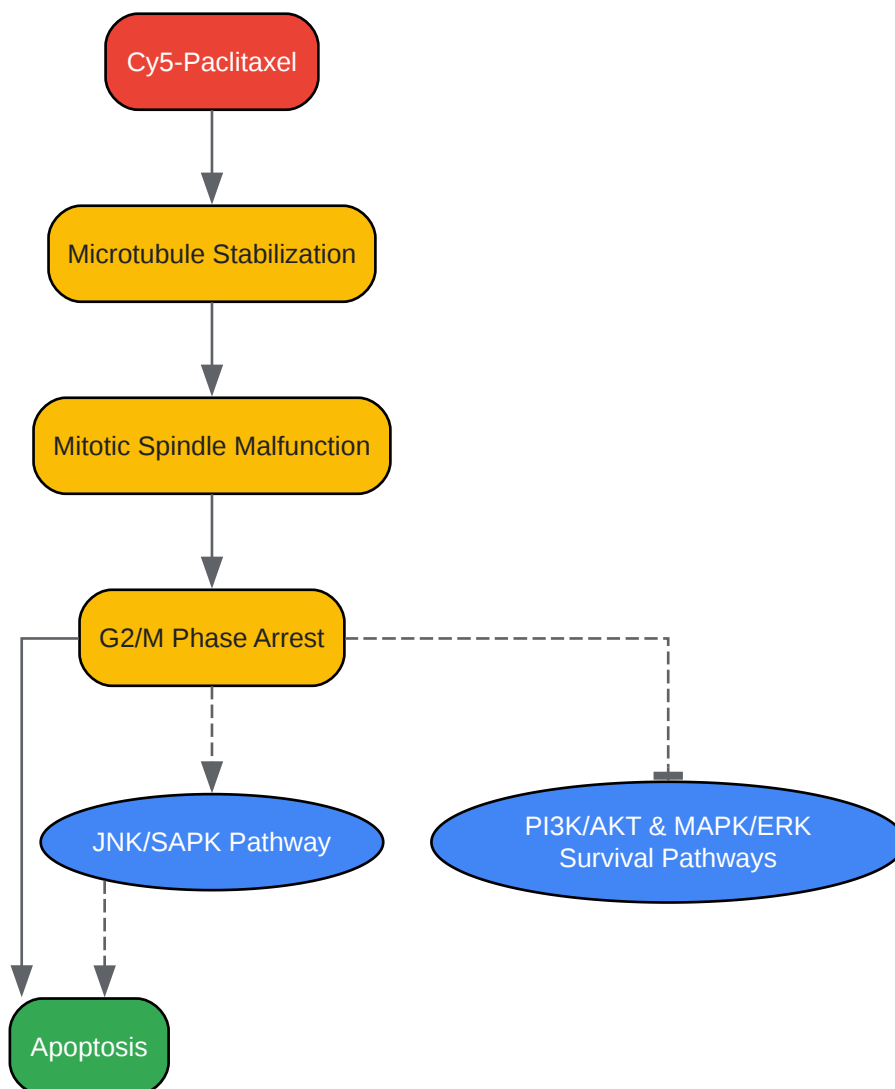 Cy5-Paclitaxel
Microtubule Stabilization
Mitotic Spindle Malfunction
G2/M Phase Arrest
JNK/SAPK Pathway
PI3K/AKT & MAPK/ERK
Survival Pathways
Apoptosis